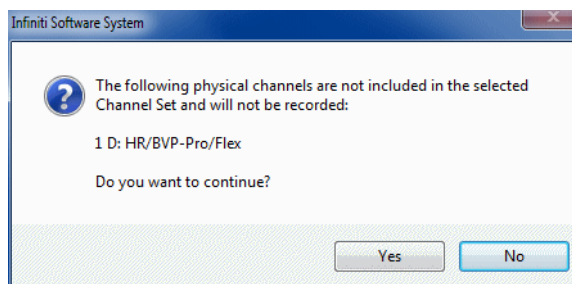 Infiniti Software System
The following physical channels are not included in the selected
Channel Set and will not be recorded:
1 D: HR/BVP-Pro/Flex
Do you want to continue?
Yes No